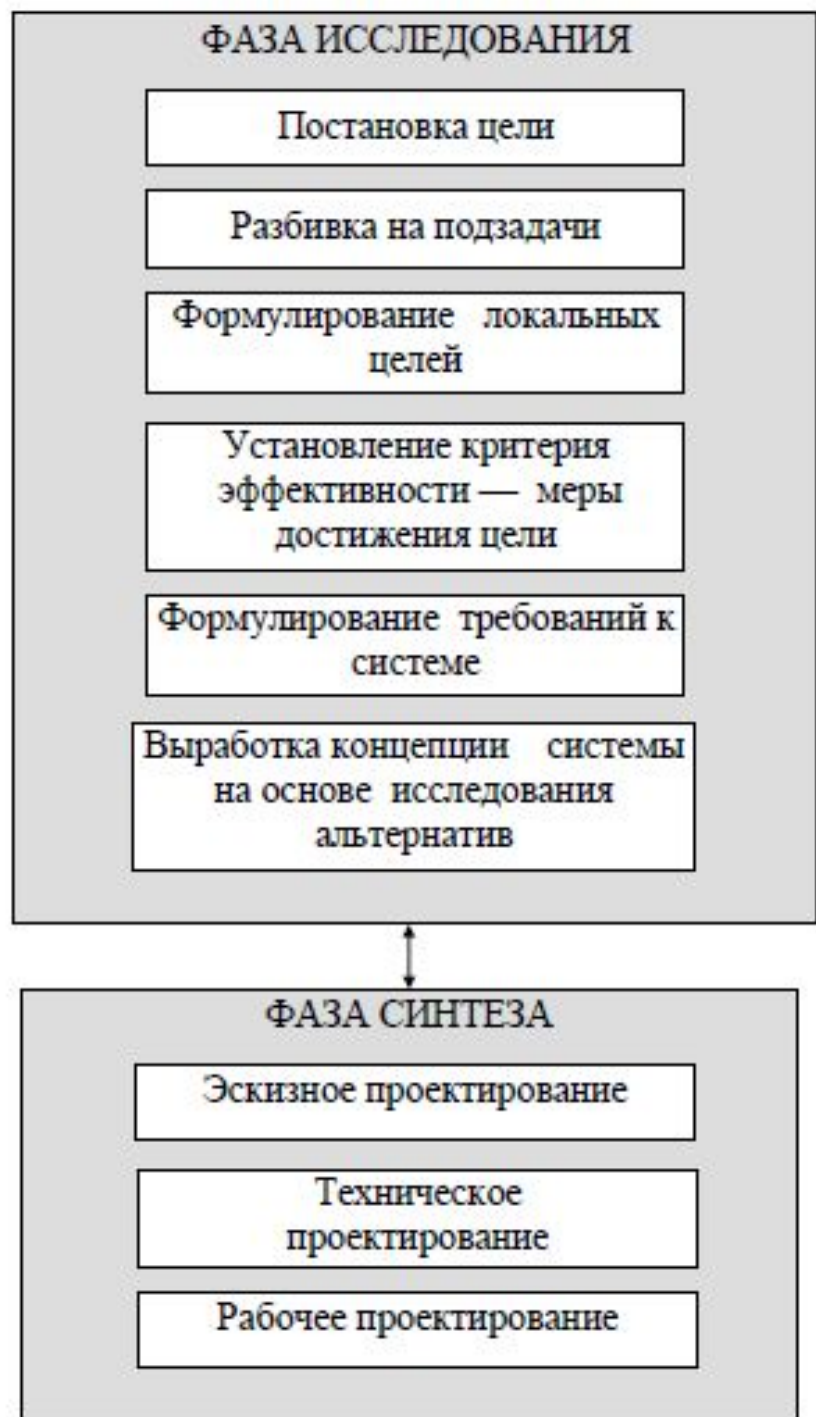 ФАЗА ИССЛЕДОВАНИЯ
Постановка цели
Разбивка на подзадачи
Формулирование локальных
целей
Установление критерия
эффективности — меры
достижения цели
Формулирование требований к
системе
Выработка концепции системы
на основе исследования
альтернатив
ФАЗА СИНТЕЗА
Эскизное проектирование
Техническое
проектирование
Рабочее проектирование